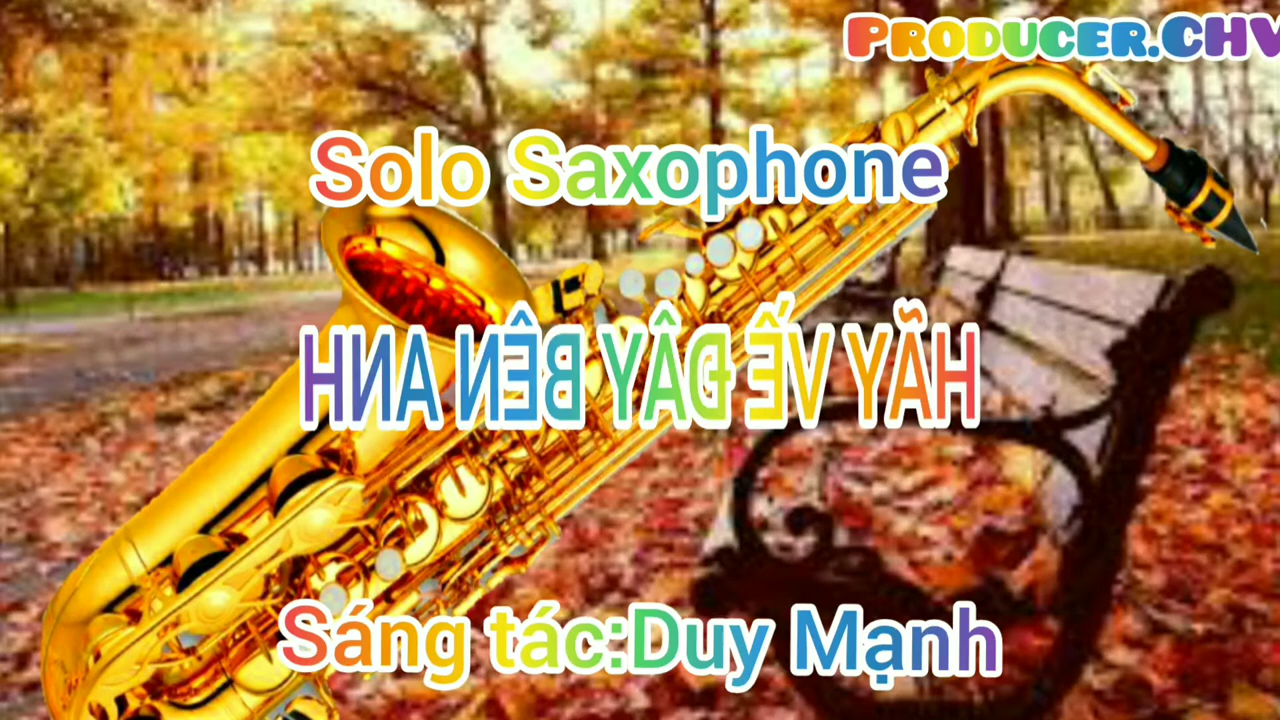 PRODUCER.CHV
Solo Saxophone
HÃY VỀ ĐÂY BÊN ANH
Sáng tác:Duy Mạnh